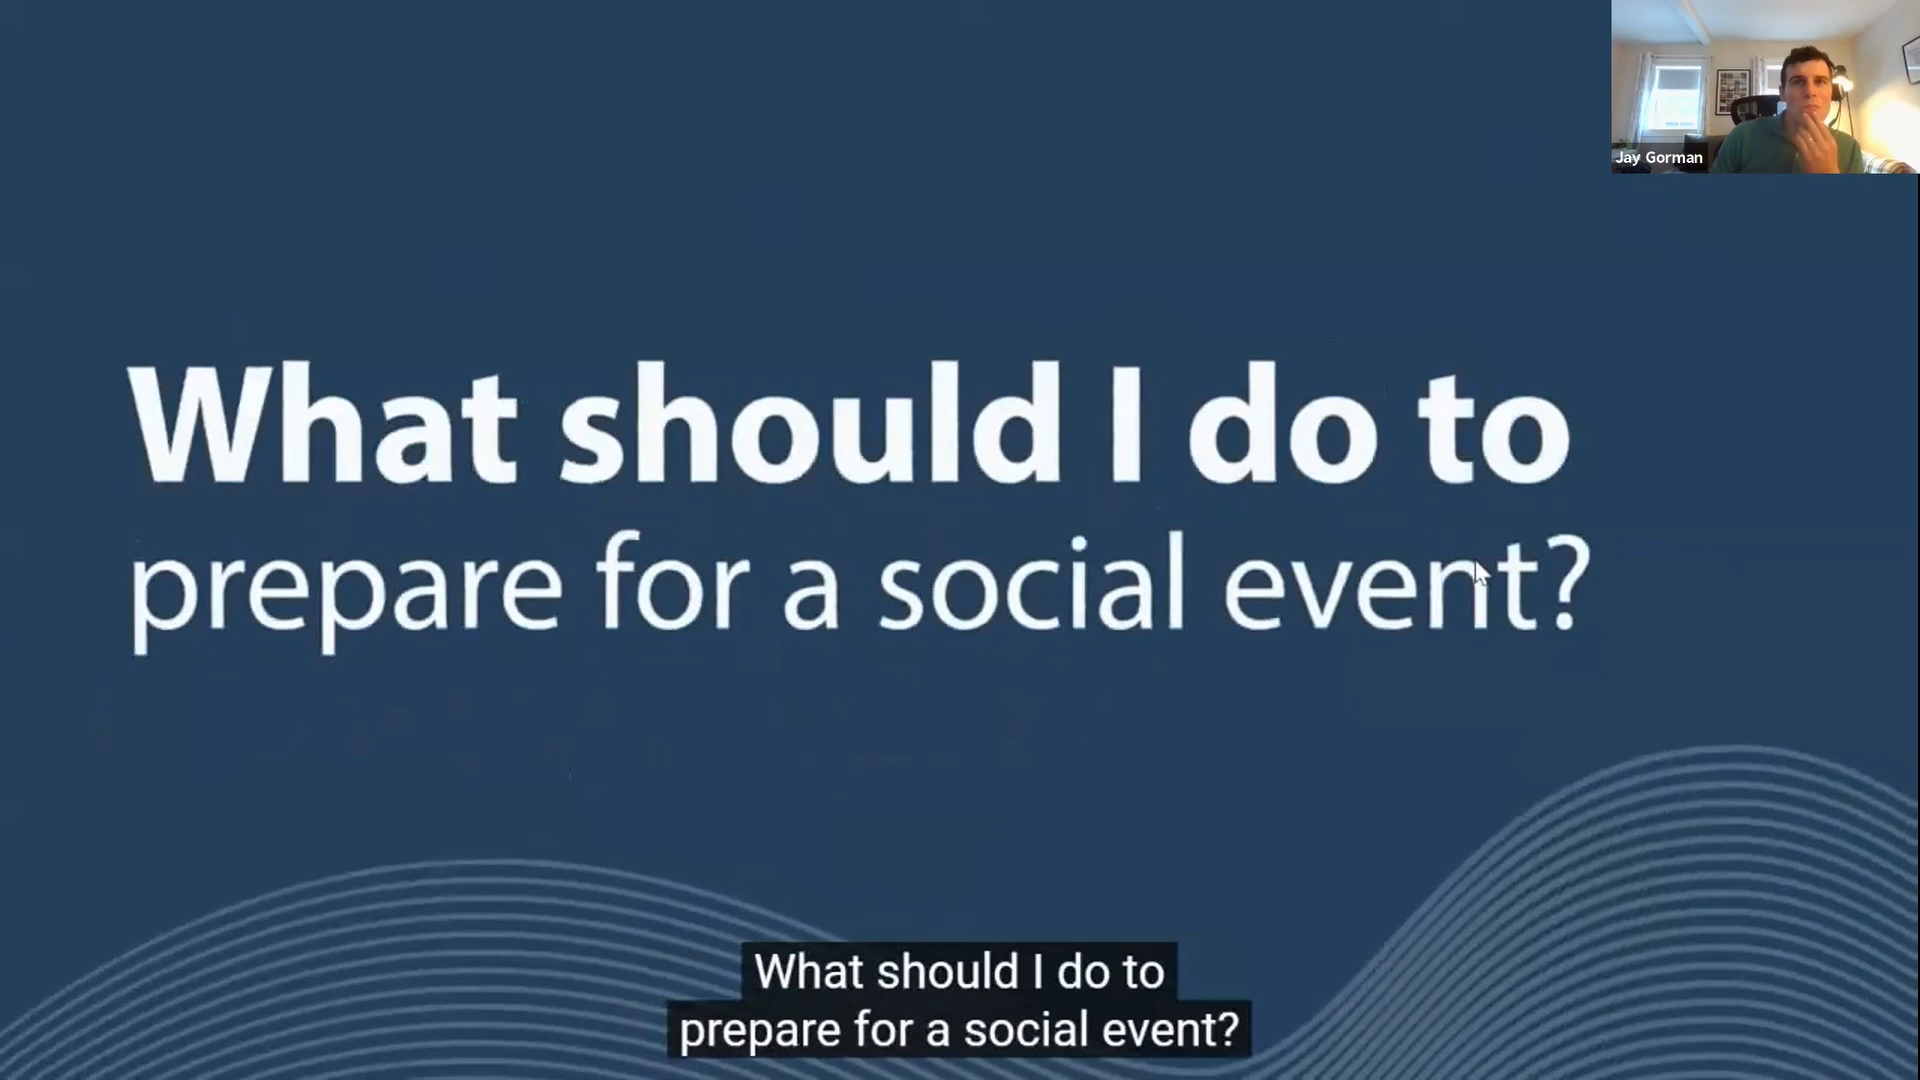 Jay Gorman
What should I do to
prepare for a social event?
What should I do to
prepare for a social event?